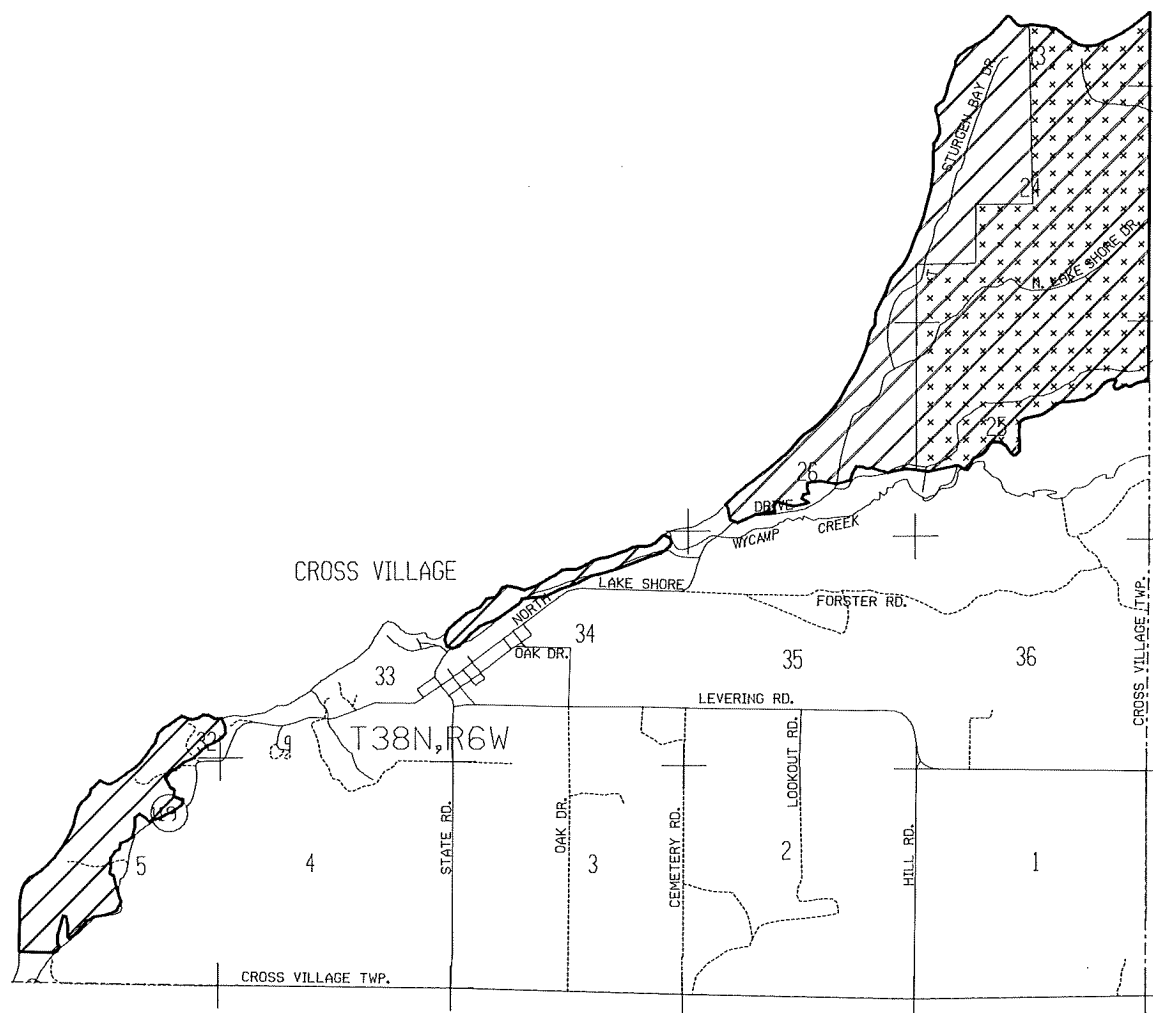 STURGEN BAY DR.
24
N. LAKE SHORE DR.
25
26
DRIVE
WYCAMP
CREEK
CROSS VILLAGE
LAKE SHORE
NORTH
FORSTER RD.
34
OAK DR.
35
36
33
CROSS VILLAGE TWP.
LEVERING RD.
32
T38N,R6W
LOOKOUT RD.
STATE RD.
OAK DR.
CEMETERY RD.
HILL RD.
5
4
3
2
1
CROSS VILLAGE TWP.